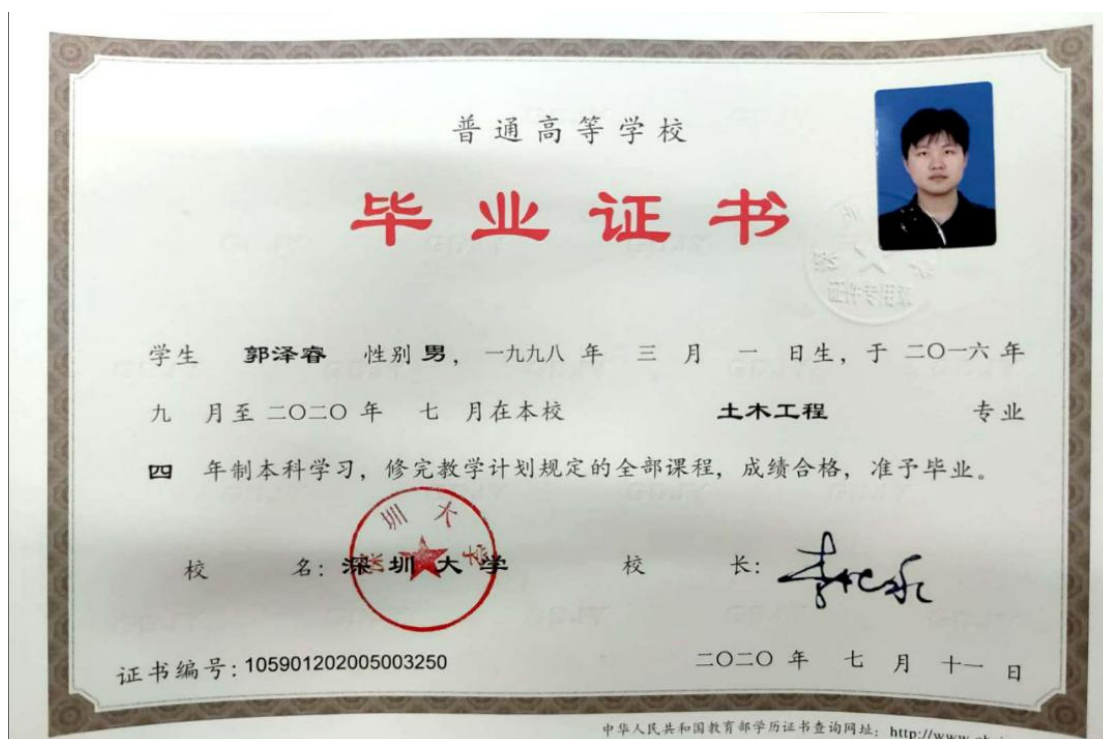 普通高等学校
毕业证书
学生 郭泽睿 性别 男, 一九九八 年 三 月 一 日生, 于 二〇一六 年
九 月至 二〇二〇 年 七 月在本校 土木工程 专业
四 年制本科学习, 修完教学计划规定的全部课程, 成绩合格, 准予毕业。
校 名: 深圳大学 校 长:
深圳大学
证书编号: 105901202005003250 二〇二〇 年 七 月 十一 日
中华人民共和国教育部学历证书查询网址: http://www.